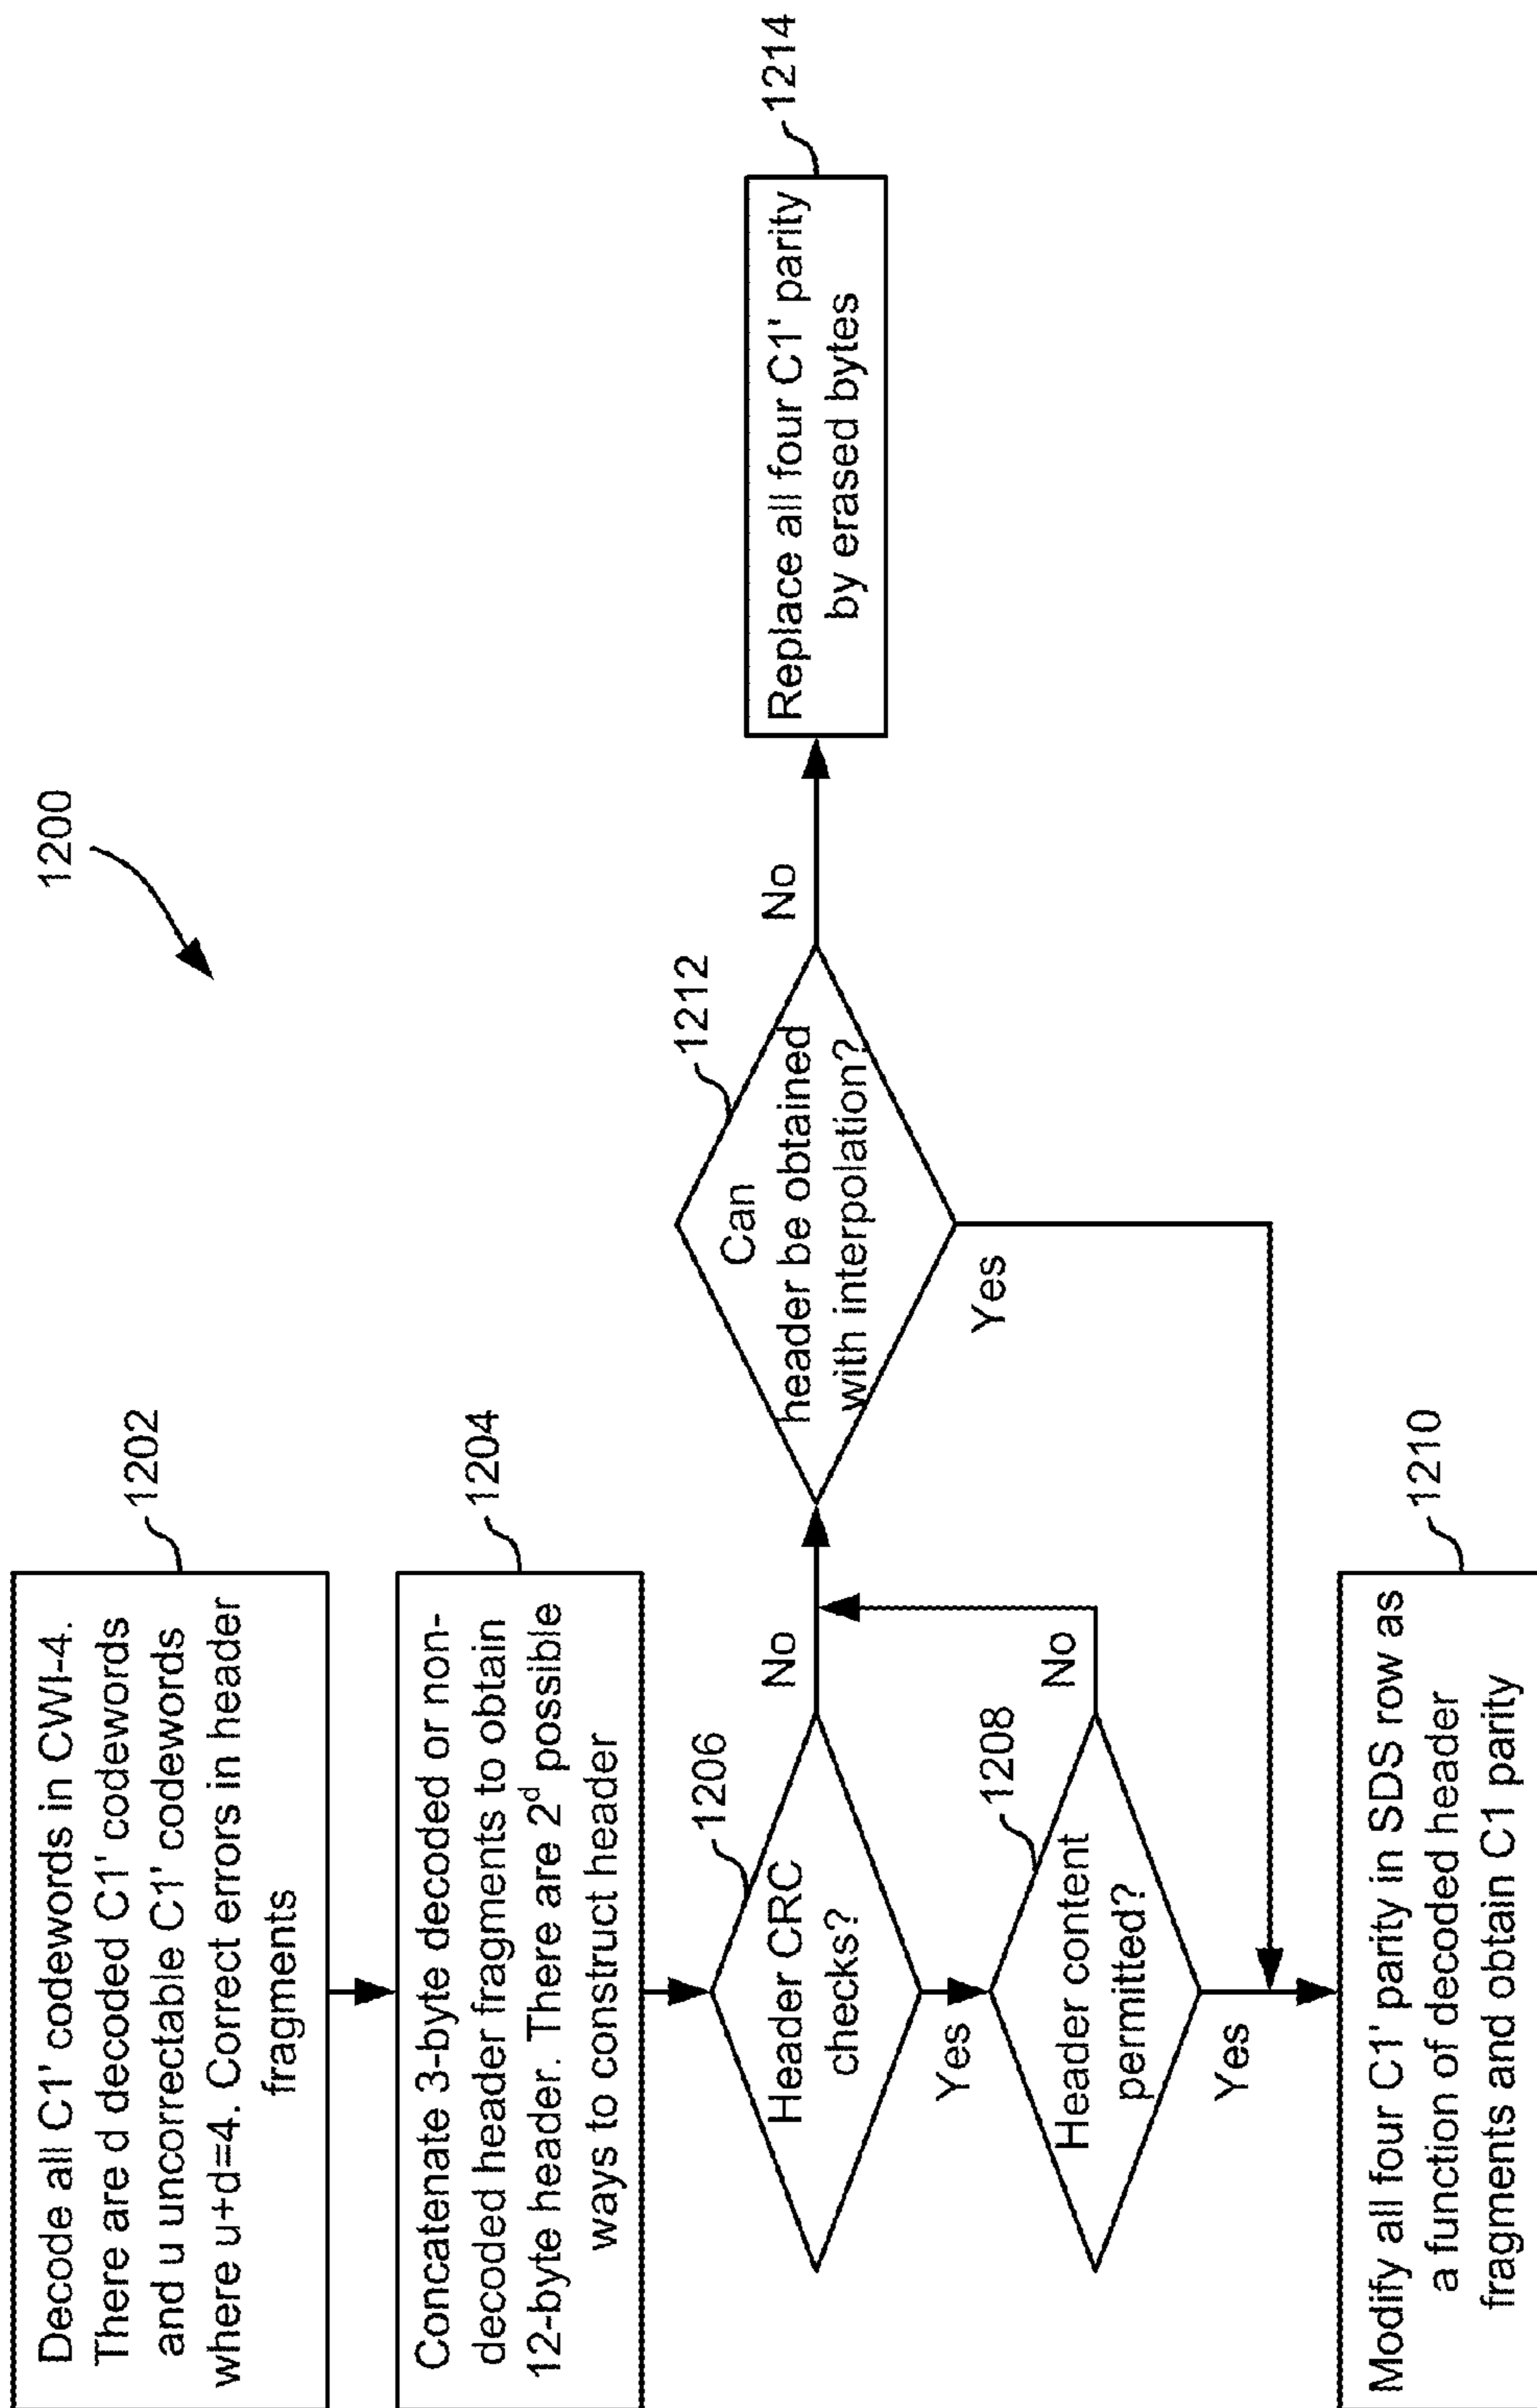 1200
Decode all C1' codewords in CWI-4.
There are d decoded C1' codewords
and u uncorrectable C1' codewords
where u+d=4. Correct errors in header
fragments
1202
Concatenate 3-byte decoded or non-
decoded header fragments to obtain
12-byte header. There are 2^d possible
ways to construct header
1204
Header CRC
checks?
1206
No
Yes
Header content
permitted?
1208
No
Yes
Can
header be obtained
with interpolation?
1212
No
Yes
Replace all four C1' parity
by erased bytes
1214
Modify all four C1' parity in SDS row as
a function of decoded header
fragments and obtain C1 parity
1210